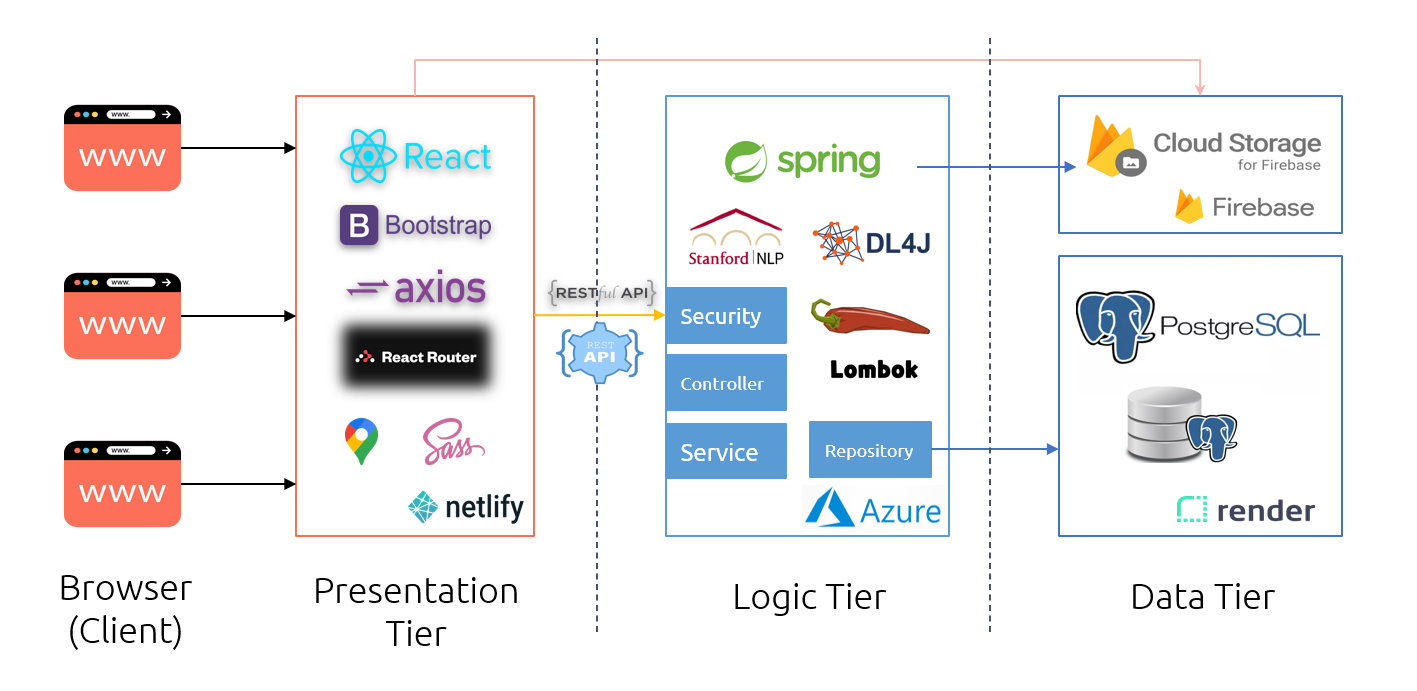 www.
www
www.
www
www.
www
Browser
(Client)
React
B Bootstrap
axios
React Router
Sass
netlify
Presentation
Tier
{RESTful API}
{REST
API}
spring
Stanford NLP
DL4J
Security
Controller
Service
Lombok
Repository
Azure
Logic Tier
Cloud Storage
for Firebase
Firebase
PostgreSQL
render
Data Tier